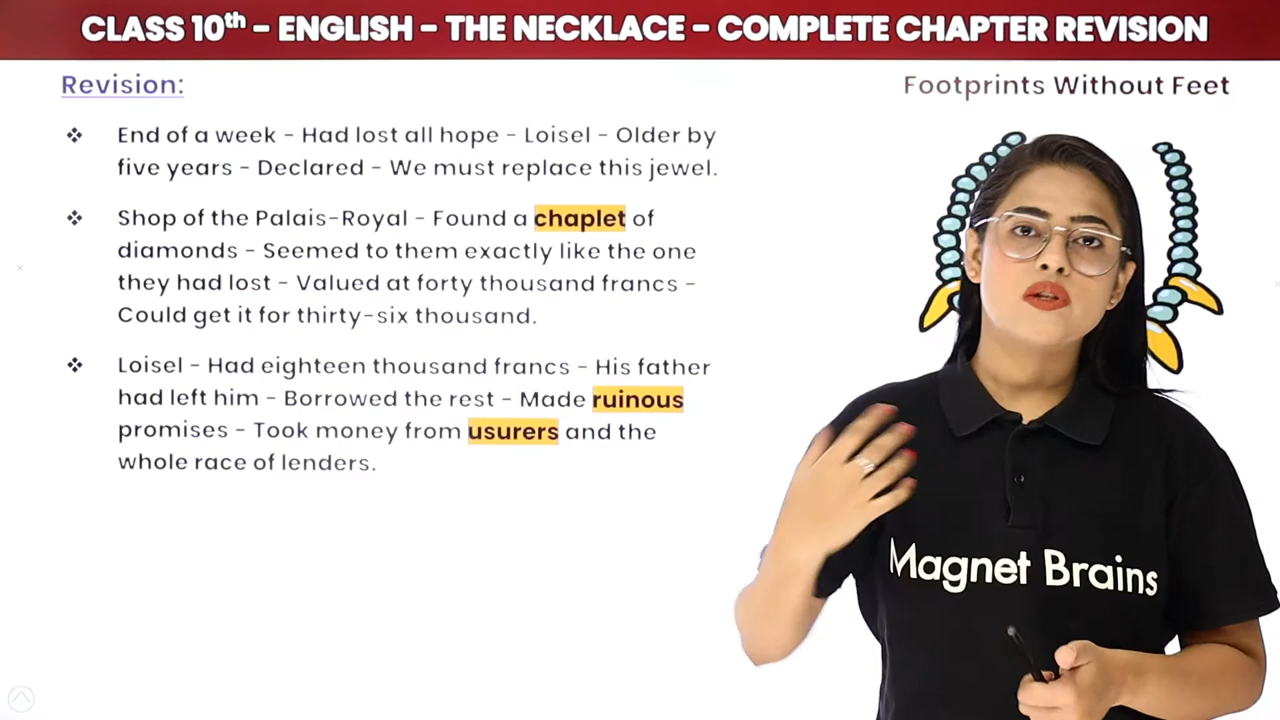 CLASS 10th - ENGLISH - THE NECKLACE - COMPLETE CHAPTER REVISION
Revision:
Footprints Without Feet
❖ End of a week - Had lost all hope - Loisel - Older by
five years - Declared - We must replace this jewel.
❖ Shop of the Palais-Royal - Found a chaplet of
diamonds - Seemed to them exactly like the one
they had lost - Valued at forty thousand francs -
Could get it for thirty-six thousand.
❖ Loisel - Had eighteen thousand francs - His father
had left him - Borrowed the rest - Made ruinous
promises - Took money from usurers and the
whole race of lenders.
Magnet Brains